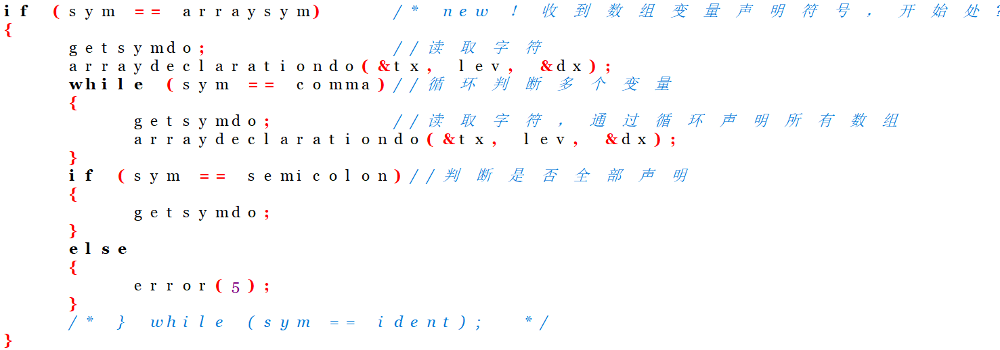 if (sym == arraysym) /* new!收到数组变量声明符号，开始处
{
getsymdo; //读取字符
arraydeclarationdo(&tx, lev, &dx);
while (sym == comma)//循环判断多个变量
{
getsymdo; //读取字符，通过循环声明所有数组
arraydeclarationdo(&tx, lev, &dx);
}
if (sym == semicolon)//判断是否全部声明
{
getsymdo;
}
else
{
error(5);
}
/* } while (sym == ident); */
}